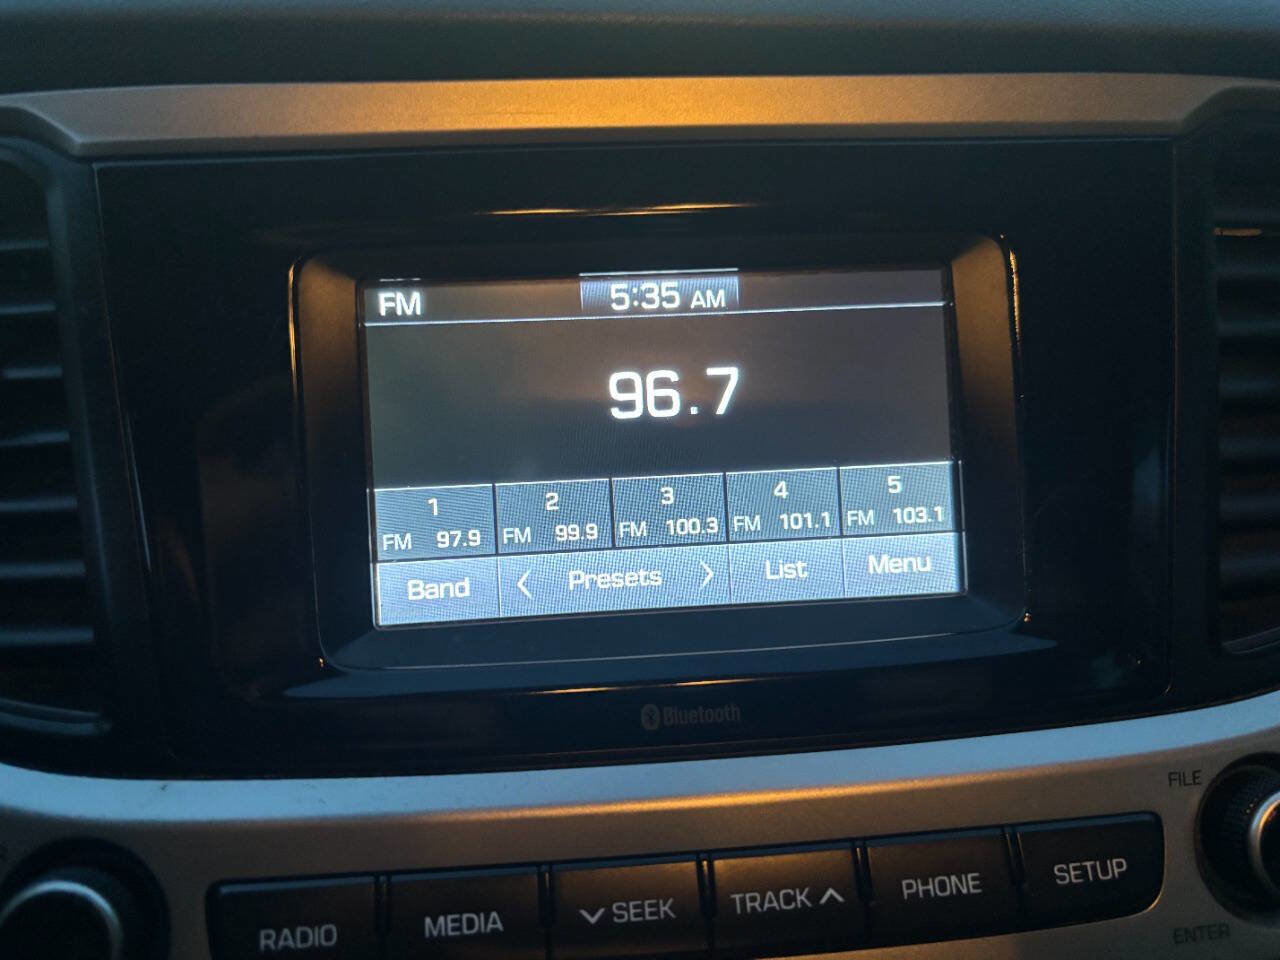 FM 5:35 AM
96.7
1 2 3 4 5
FM 97.9 FM 99.9 FM 100.3 FM 101.1 FM 103.1
Band < Presets > List Menu
Bluetooth
FILE
RADIO MEDIA SEEK TRACK PHONE SETUP
ENTER